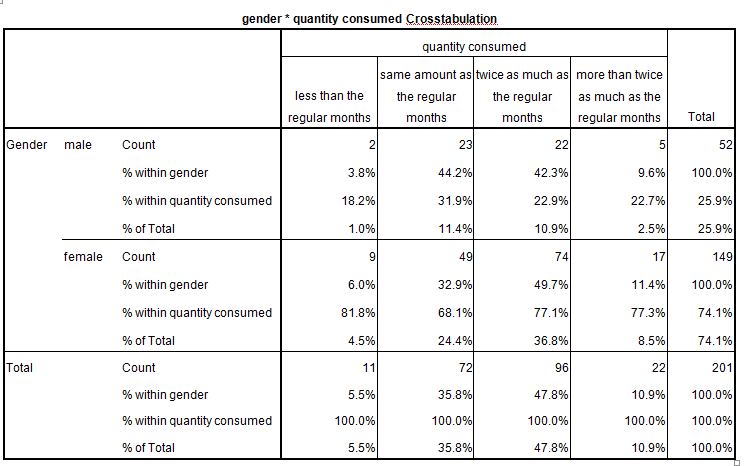 gender * quantity consumed Crosstabulation
quantity consumed
less than the regular months
same amount as the regular months
twice as much as the regular months
more than twice as much as the regular months
Total
Gender male Count 2 23 22 5 52
% within gender 3.8% 44.2% 42.3% 9.6% 100.0%
% within quantity consumed 18.2% 31.9% 22.9% 22.7% 25.9%
% of Total 1.0% 11.4% 10.9% 2.5% 25.9%
female Count 9 49 74 17 149
% within gender 6.0% 32.9% 49.7% 11.4% 100.0%
% within quantity consumed 81.8% 68.1% 77.1% 77.3% 74.1%
% of Total 4.5% 24.4% 36.8% 8.5% 74.1%
Total Count 11 72 96 22 201
% within gender 5.5% 35.8% 47.8% 10.9% 100.0%
% within quantity consumed 100.0% 100.0% 100.0% 100.0% 100.0%
% of Total 5.5% 35.8% 47.8% 10.9% 100.0%